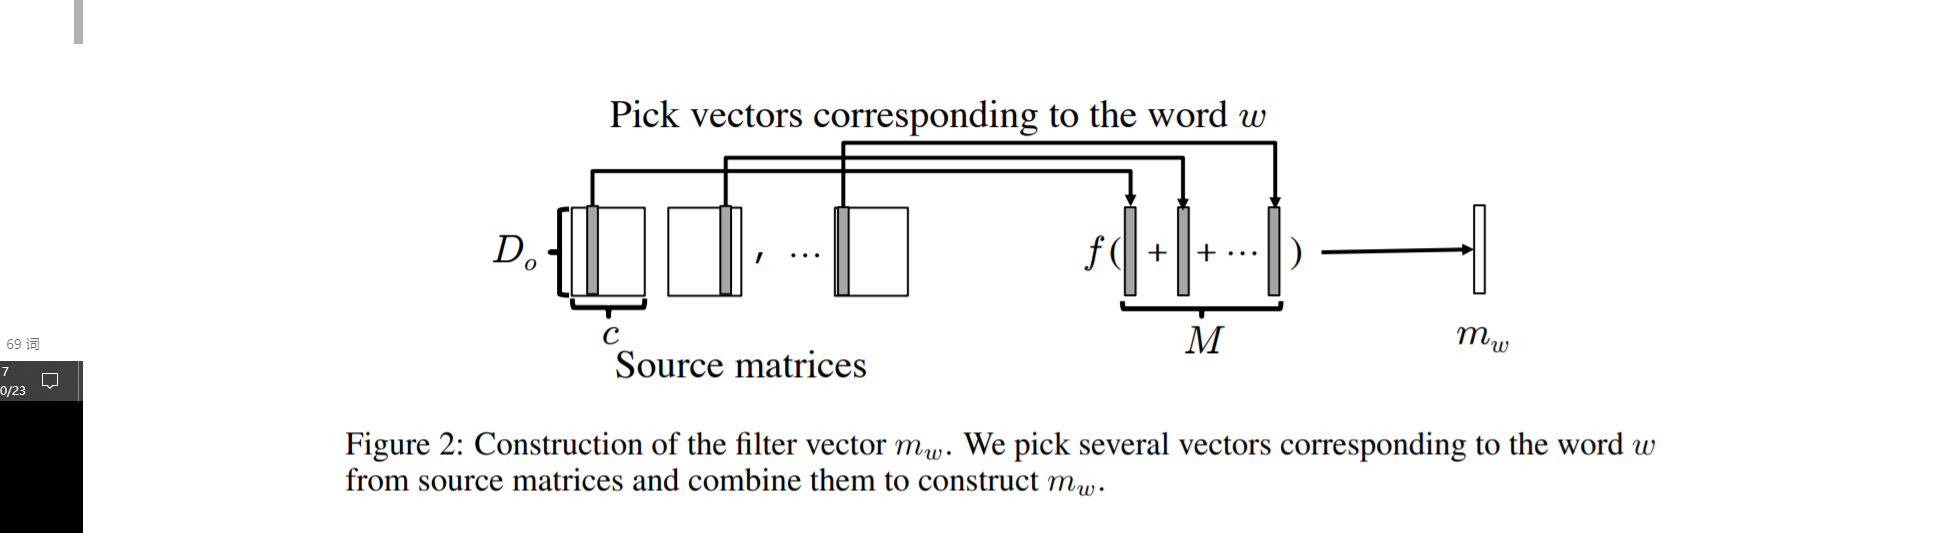 Pick vectors corresponding to the word w
D_o
, ...
f( + + ... )
c
M
m_w
Source matrices
69 词
7
0/23
Figure 2: Construction of the filter vector m_w. We pick several vectors corresponding to the word w
from source matrices and combine them to construct m_w.